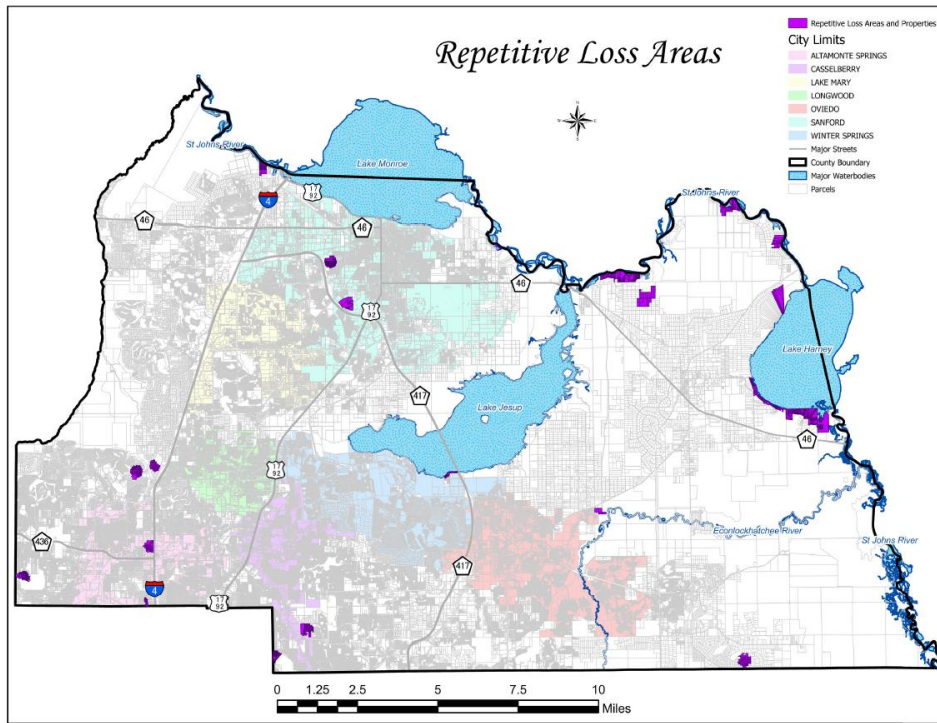 Repetitive Loss Areas
Repetitive Loss Areas and Properties
City Limits
ALTAMONTE SPRINGS
CASSELBERRY
LAKE MARY
LONGWOOD
OVIEDO
SANFORD
WINTER SPRINGS
Major Streets
County Boundary
Major Waterbodies
Parcels
N
W E
S
St Johns River
Lake Monroe
St Johns River
4
17
92
46
46
46
17
92
Lake Harney
417
Lake Jesup
46
17
92
Econlockhatchee River
436
St Johns River
417
4
17
92
0 1.25 2.5 5 7.5 10
Miles